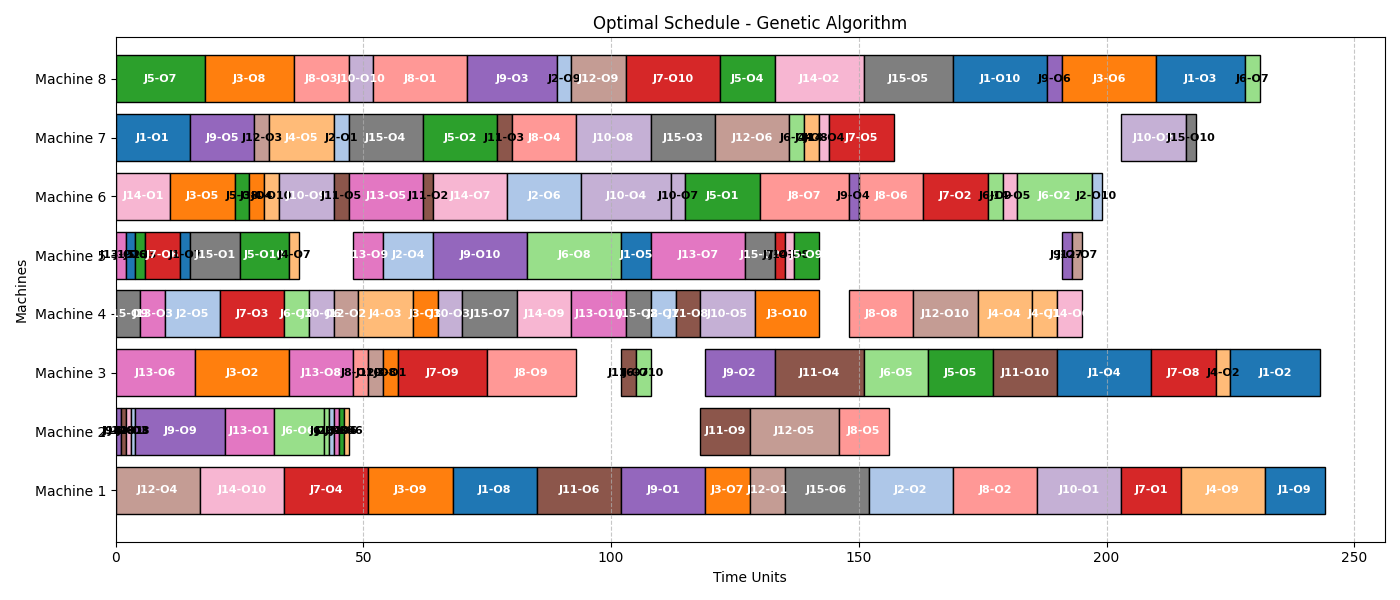 Optimal Schedule - Genetic Algorithm
Machine 8
J5-O7 J3-O8 J8-O3 J10-O10 J8-O1 J9-O3 J2-O9 J12-O9 J7-O10 J5-O4 J14-O2 J15-O5 J1-O10 J9-O6 J3-O6 J1-O3 J6-O7
Machine 7
J1-O1 J9-O5 J12-O3 J4-O5 J2-O1 J15-O4 J5-O2 J11-O3 J8-O4 J10-O8 J15-O3 J12-O6 J7-O5 J15-O10
Machine 6
J14-O1 J3-O5 J11-O5 J13-O5 J11-O2 J14-O7 J2-O6 J10-O4 J10-O7 J5-O1 J8-O7 J9-O4 J8-O6 J7-O2 J6-O2 J2-O10
Machine 5
J15-O1 J5-O10 J4-O7 J2-O4 J9-O10 J6-O8 J1-O5 J13-O7
Machine 4
J13-O3 J2-O5 J7-O3 J12-O2 J4-O3 J15-O7 J14-O9 J13-O10 J10-O5 J3-O10 J8-O8 J12-O10 J4-O4
Machine 3
J13-O6 J3-O2 J13-O8 J7-O9 J8-O9 J9-O2 J11-O4 J6-O5 J5-O5 J11-O10 J1-O4 J7-O8 J4-O2 J1-O2
Machine 2
J9-O9 J13-O1 J11-O9 J12-O5 J8-O5
Machine 1
J12-O4 J14-O10 J7-O4 J3-O9 J1-O8 J11-O6 J9-O1 J3-O7 J12-O1 J15-O6 J2-O2 J8-O2 J10-O1 J7-O1 J4-O9 J1-O9
0 50 100 150 200 250
Time Units
Machines